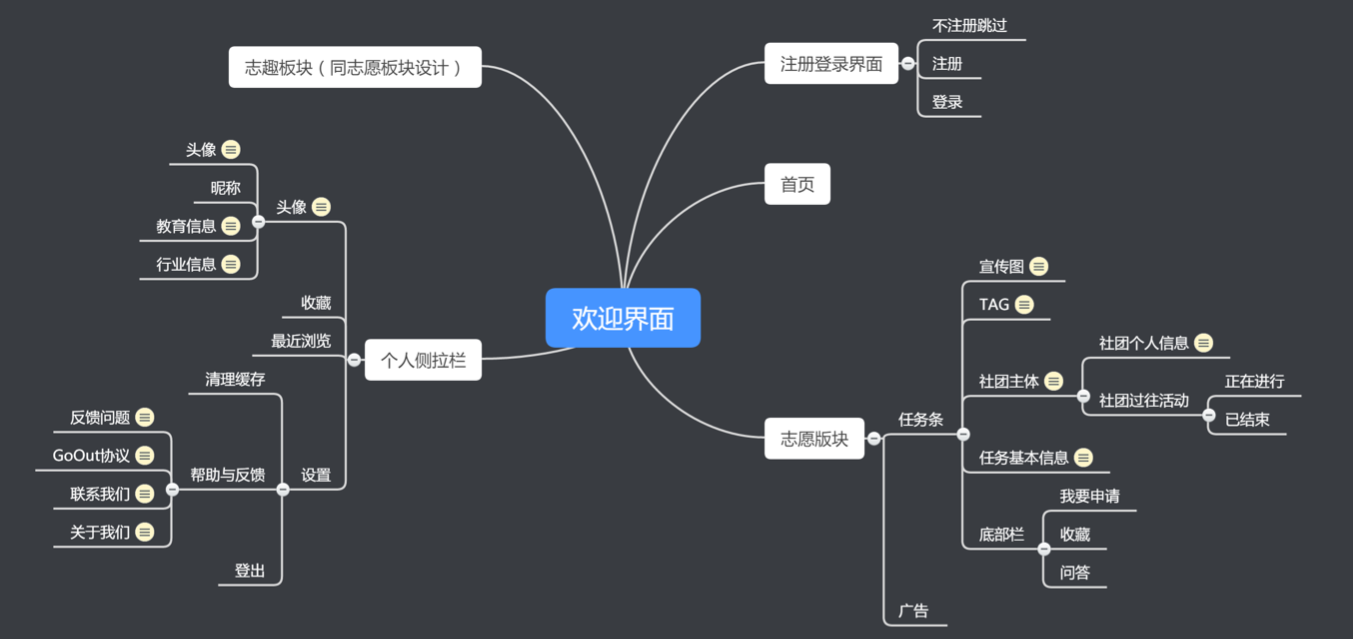 欢迎界面
注册登录界面
不注册跳过
注册
登录
首页
志愿版块
任务条
宣传图
TAG
社团主体
社团个人信息
社团过往活动
正在进行
已结束
任务基本信息
底部栏
我要申请
收藏
问答
广告
志趣板块（同志愿板块设计）
个人侧拉栏
头像
头像
昵称
教育信息
行业信息
收藏
最近浏览
设置
清理缓存
帮助与反馈
反馈问题
GoOut协议
联系我们
关于我们
登出